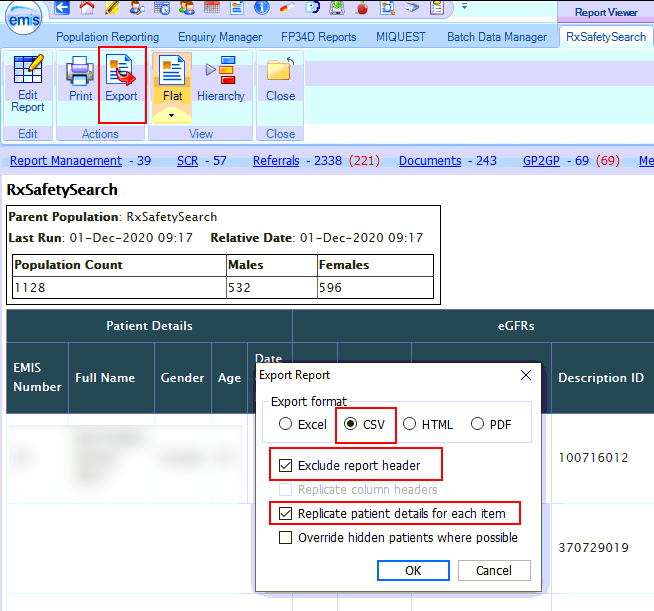 emis
Report Viewer
Population Reporting Enquiry Manager FP34D Reports MIQUEST Batch Data Manager RxSafetySearch
Edit Report Print Export Flat Hierarchy Close
Edit Actions View Close
Report Management - 39 SCR - 57 Referrals - 2338 (221) Documents - 243 GP2GP - 69 (69) Me
RxSafetySearch
Parent Population: RxSafetySearch
Last Run: 01-Dec-2020 09:17 Relative Date: 01-Dec-2020 09:17
Population Count Males Females
1128 532 596
Patient Details eGFRs
EMIS Number Full Name Gender Age Date Description ID
Export Report
Export format
Excel CSV HTML PDF
Exclude report header
Replicate column headers
100716012
Replicate patient details for each item
Override hidden patients where possible
370729019
OK Cancel